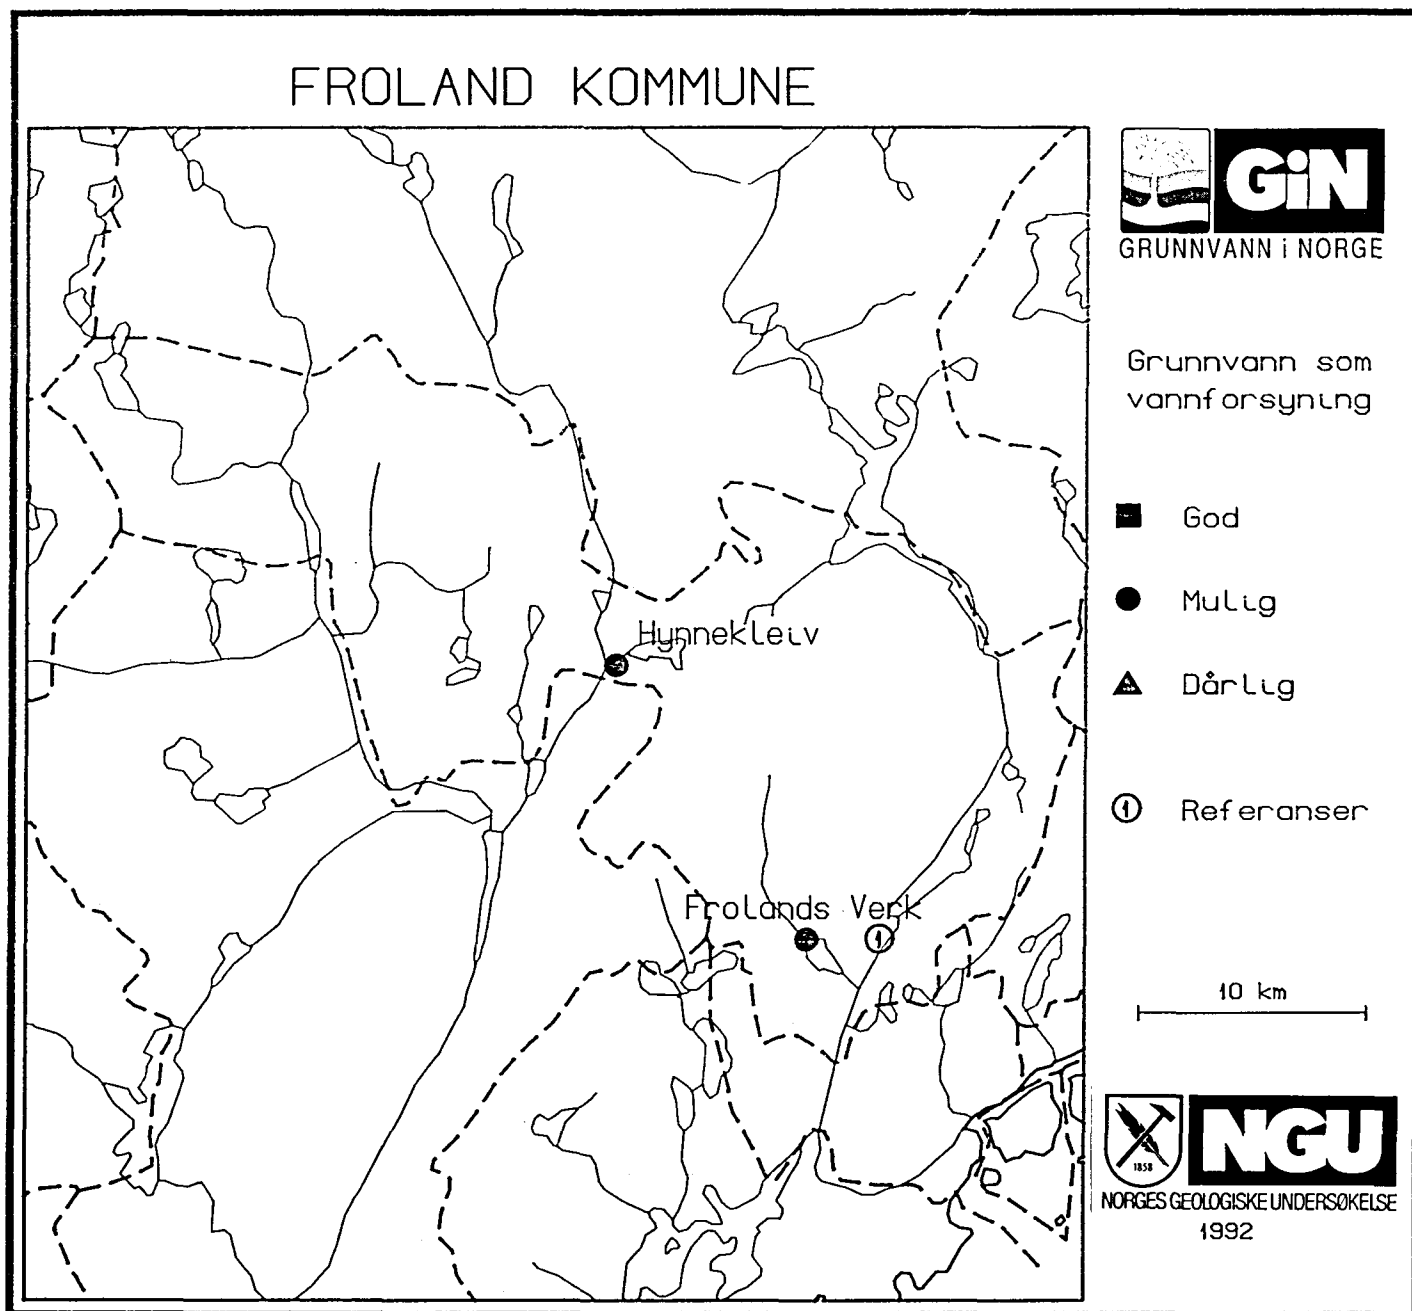 FROLAND KOMMUNE
GiN
GRUNNVANN i NORGE
Grunnvann som
vannforsyning
God
Mulig
Dårlig
1 Referanser
Hynnekleiv
Frolands Verk
1
10 km
1858
NGU
NORGES GEOLOGISKE UNDERSØKELSE
1992